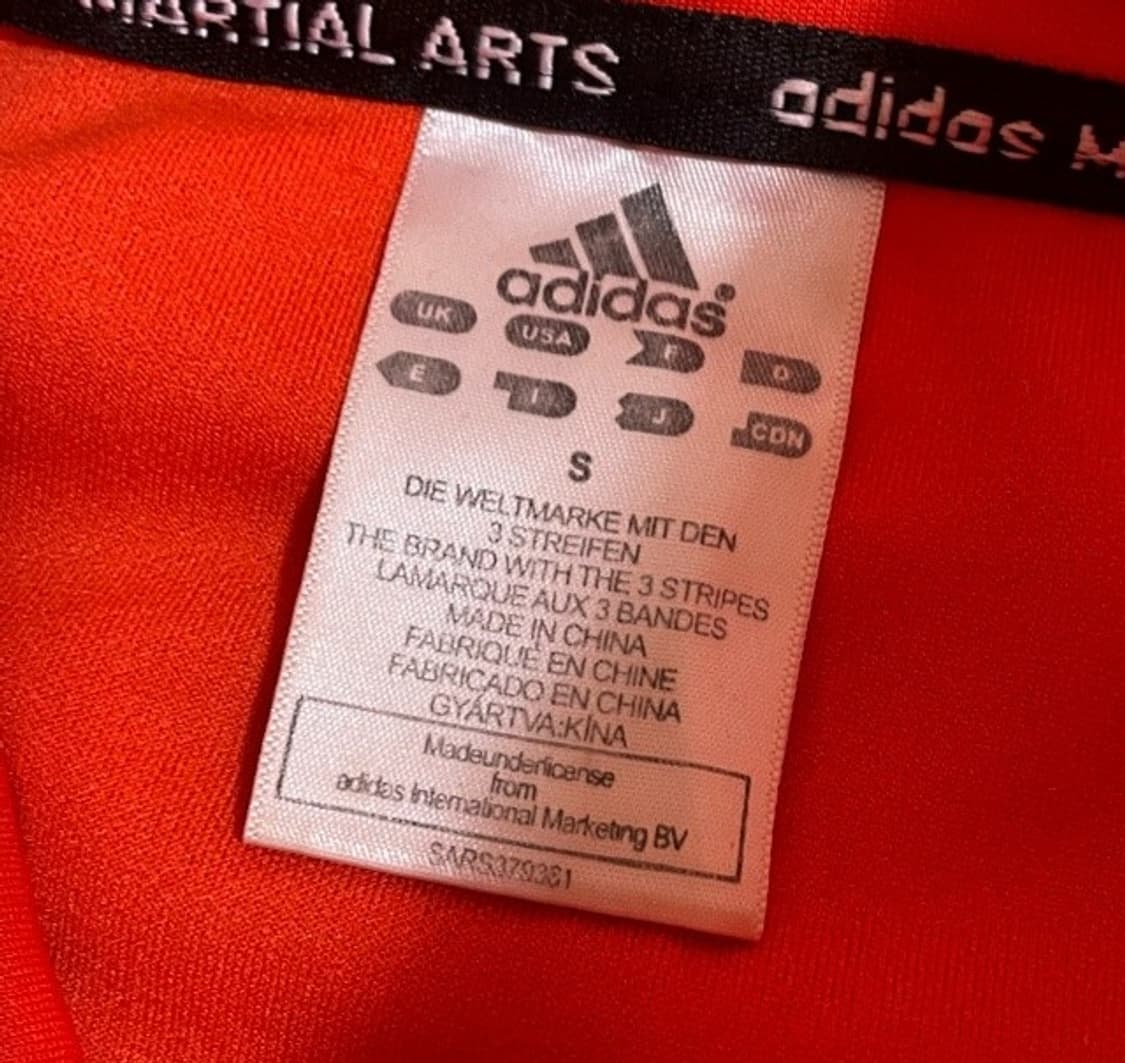 MARTIAL ARTS adidas M
adidas®
UK USA F D
E I J CDN
S
DIE WELTMARKE MIT DEN
3 STREIFEN
THE BRAND WITH THE 3 STRIPES
LAMARQUE AUX 3 BANDES
MADE IN CHINA
FABRIQUÉ EN CHINE
FABRICADO EN CHINA
GYÁRTVA:KÍNA
Madeunderlicense
from
adidas International Marketing BV
SARS379361